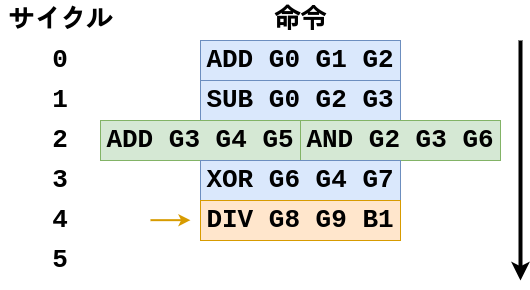 サイクル 命令
0 ADD G0 G1 G2
1 SUB G0 G2 G3
2 ADD G3 G4 G5 AND G2 G3 G6
3 XOR G6 G4 G7
4 DIV G8 G9 B1
5